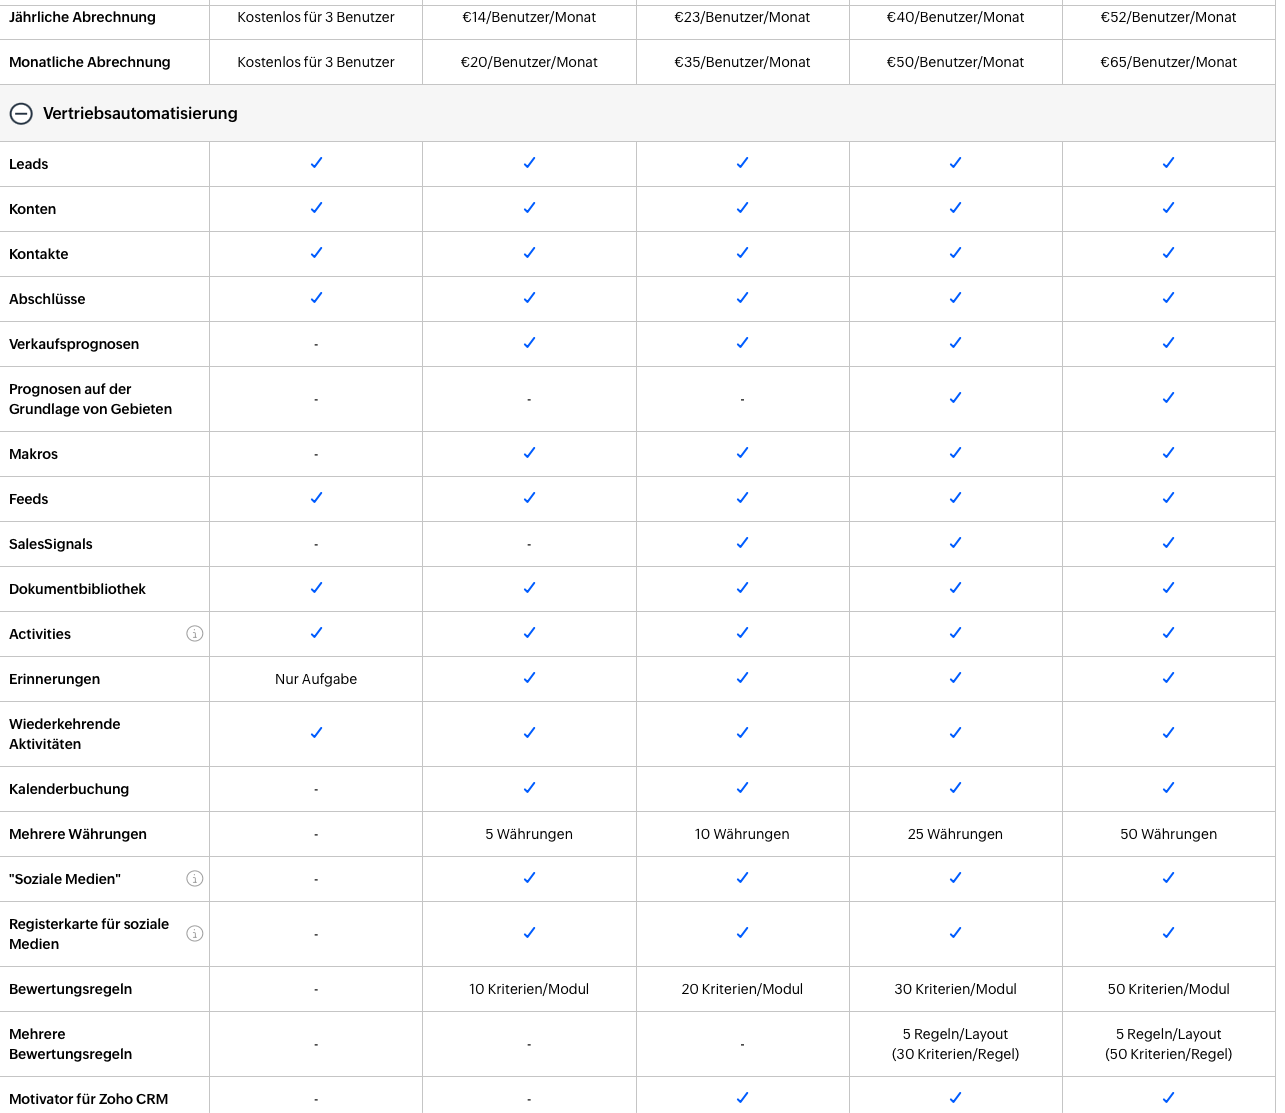 Jährliche Abrechnung Kostenlos für 3 Benutzer €14/Benutzer/Monat €23/Benutzer/Monat €40/Benutzer/Monat €52/Benutzer/Monat
Monatliche Abrechnung Kostenlos für 3 Benutzer €20/Benutzer/Monat €35/Benutzer/Monat €50/Benutzer/Monat €65/Benutzer/Monat
Vertriebsautomatisierung
Leads ✓ ✓ ✓ ✓ ✓
Konten ✓ ✓ ✓ ✓ ✓
Kontakte ✓ ✓ ✓ ✓ ✓
Abschlüsse ✓ ✓ ✓ ✓ ✓
Verkaufsprognosen - ✓ ✓ ✓ ✓
Prognosen auf der
Grundlage von Gebieten - - - ✓ ✓
Makros - ✓ ✓ ✓ ✓
Feeds ✓ ✓ ✓ ✓ ✓
SalesSignals - - ✓ ✓ ✓
Dokumentbibliothek ✓ ✓ ✓ ✓ ✓
Activities ✓ ✓ ✓ ✓ ✓
Erinnerungen Nur Aufgabe ✓ ✓ ✓ ✓
Wiederkehrende
Aktivitäten ✓ ✓ ✓ ✓ ✓
Kalenderbuchung - ✓ ✓ ✓ ✓
Mehrere Währungen - 5 Währungen 10 Währungen 25 Währungen 50 Währungen
"Soziale Medien" - ✓ ✓ ✓ ✓
Registerkarte für soziale
Medien - ✓ ✓ ✓ ✓
Bewertungsregeln - 10 Kriterien/Modul 20 Kriterien/Modul 30 Kriterien/Modul 50 Kriterien/Modul
Mehrere 5 Regeln/Layout 5 Regeln/Layout
Bewertungsregeln - - - (30 Kriterien/Regel) (50 Kriterien/Regel)
Motivator für Zoho CRM - - ✓ ✓ ✓